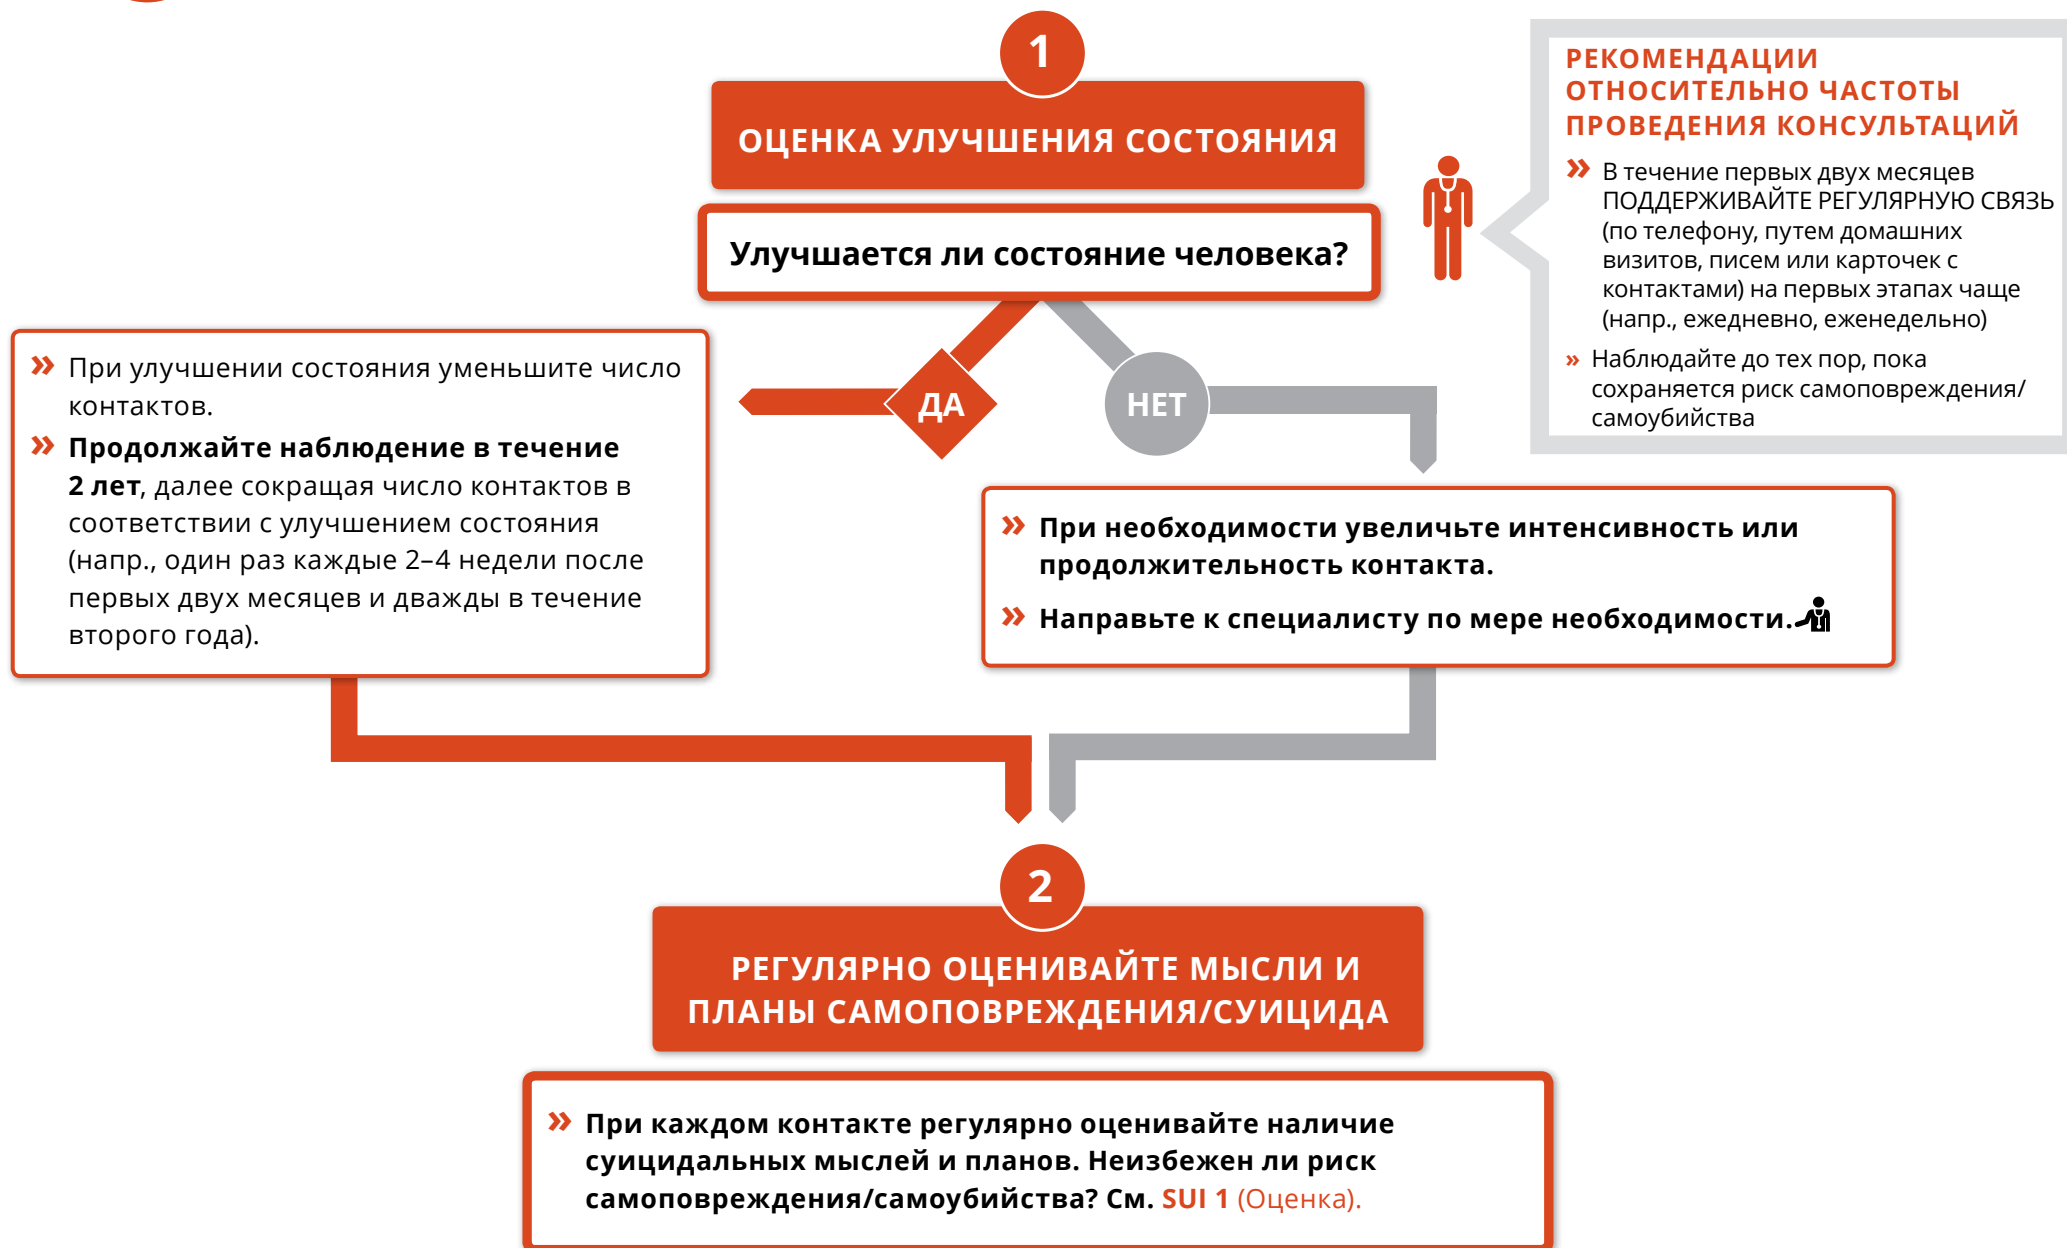 1
ОЦЕНКА УЛУЧШЕНИЯ СОСТОЯНИЯ
Улучшается ли состояние человека?
РЕКОМЕНДАЦИИ
ОТНОСИТЕЛЬНО ЧАСТОТЫ
ПРОВЕДЕНИЯ КОНСУЛЬТАЦИЙ
» В течение первых двух месяцев
ПОДДЕРЖИВАЙТЕ РЕГУЛЯРНУЮ СВЯЗЬ
(по телефону, путем домашних
визитов, писем или карточек с
контактами) на первых этапах чаще
(напр., ежедневно, еженедельно)
» Наблюдайте до тех пор, пока
сохраняется риск самоповреждения/
самоубийства
ДА
НЕТ
» При улучшении состояния уменьшите число
контактов.
» Продолжайте наблюдение в течение
2 лет, далее сокращая число контактов в
соответствии с улучшением состояния
(напр., один раз каждые 2–4 недели после
первых двух месяцев и дважды в течение
второго года).
» При необходимости увеличьте интенсивность или
продолжительность контакта.
» Направьте к специалисту по мере необходимости.
2
РЕГУЛЯРНО ОЦЕНИВАЙТЕ МЫСЛИ И
ПЛАНЫ САМОПОВРЕЖДЕНИЯ/СУИЦИДА
» При каждом контакте регулярно оценивайте наличие
суицидальных мыслей и планов. Неизбежен ли риск
самоповреждения/самоубийства? См. SUI 1 (Оценка).